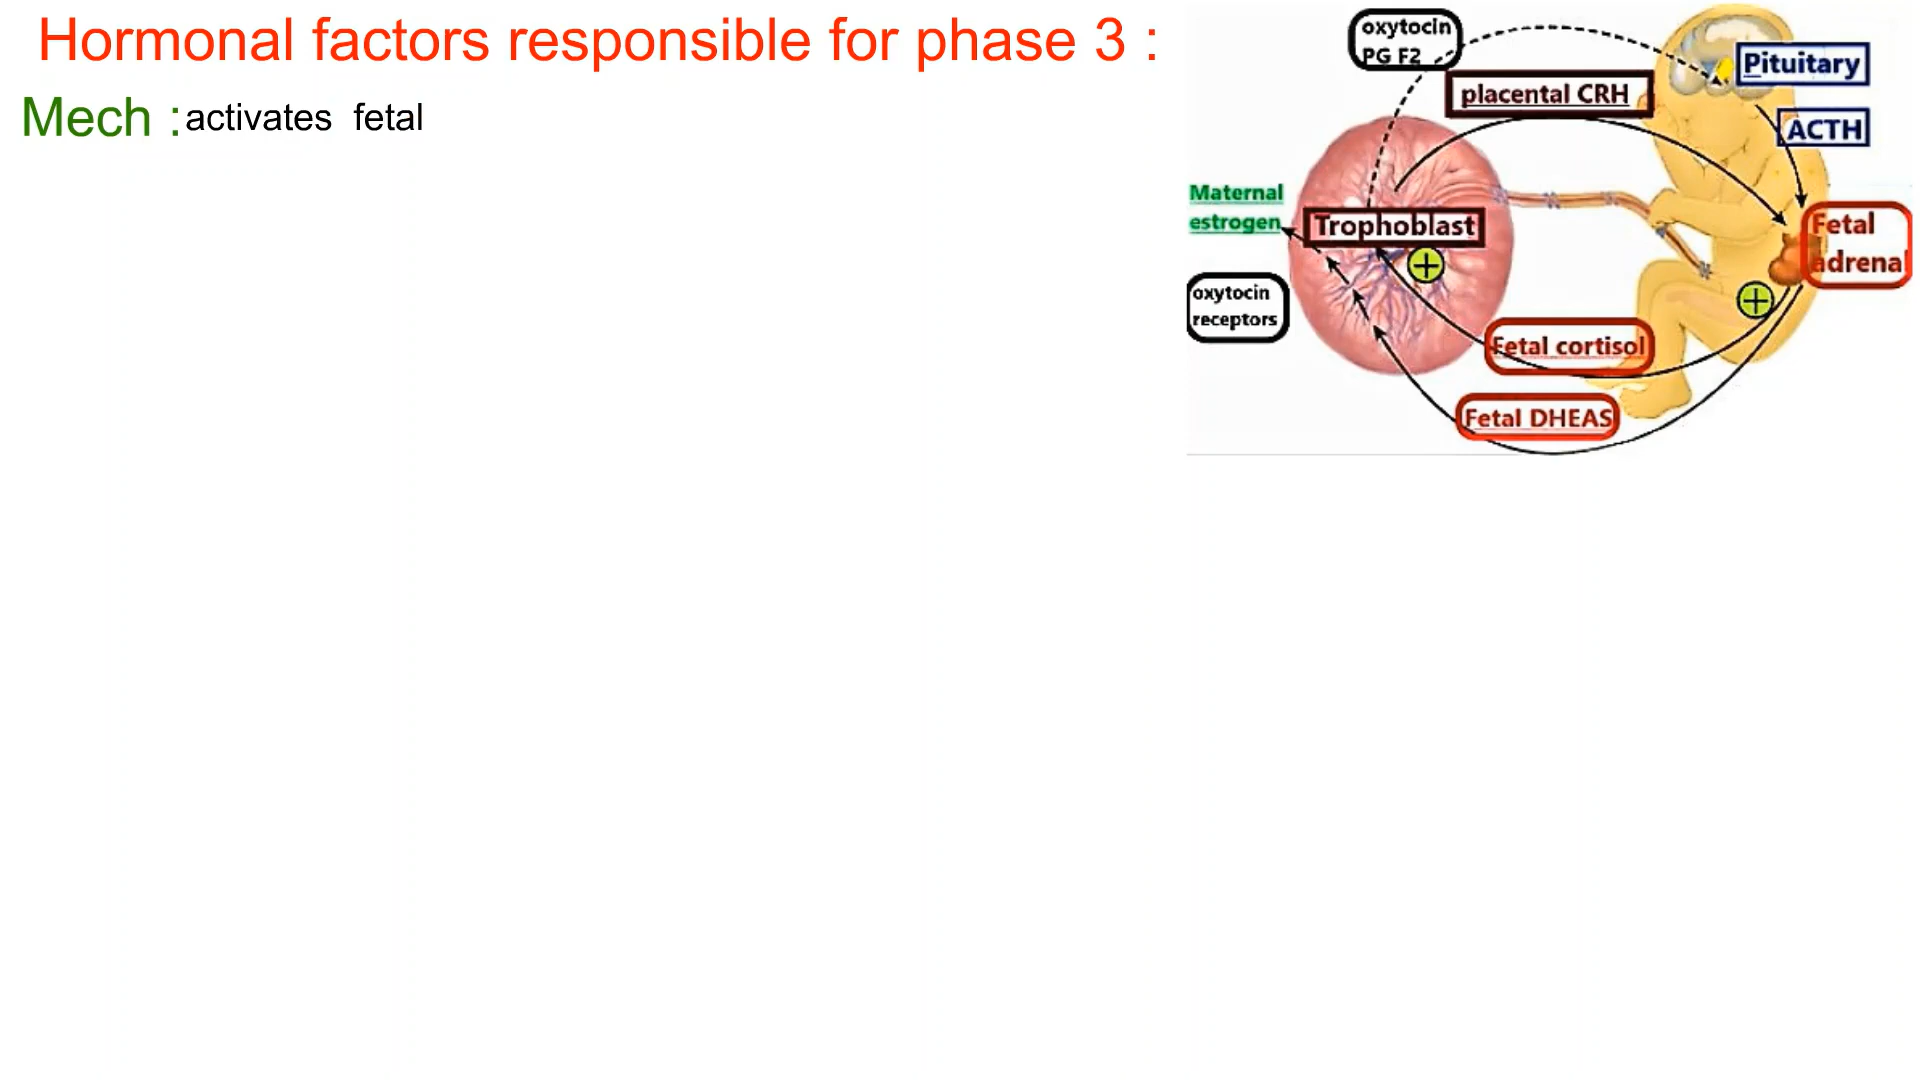 Hormonal factors responsible for phase 3 :
Mech : activates fetal
oxytocin
PG F2
placental CRH
Pituitary
ACTH
Maternal
estrogen
Trophoblast
Fetal
adrenal
oxytocin
receptors
Fetal cortisol
Fetal DHEAS